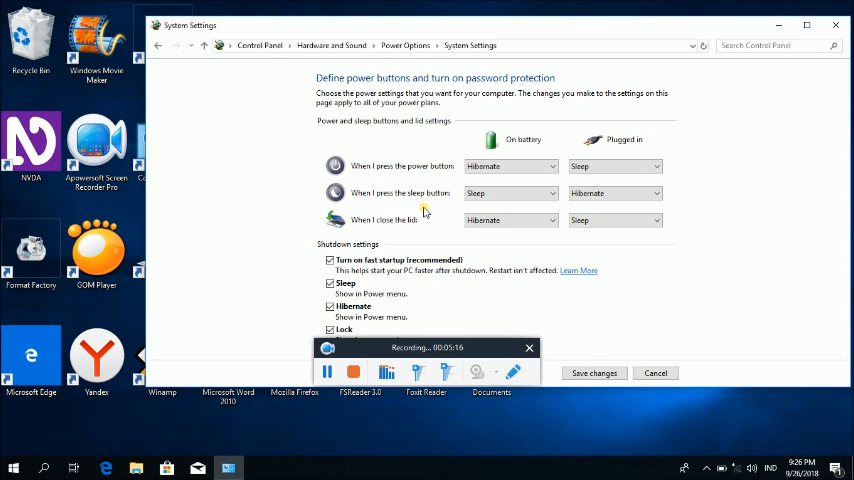 System Settings
Control Panel > Hardware and Sound > Power Options > System Settings
Search Control Panel
Define power buttons and turn on password protection
Choose the power settings that you want for your computer. The changes you make to the settings on this
page apply to all of your power plans.
Power and sleep buttons and lid settings
On battery Plugged in
When I press the power button: Hibernate Sleep
When I press the sleep button: Sleep Hibernate
When I close the lid: Hibernate Sleep
Shutdown settings
Turn on fast startup (recommended)
This helps start your PC faster after shutdown. Restart isn't affected. Learn More
Sleep
Show in Power menu.
Hibernate
Show in Power menu.
Lock
Recording... 00:05:16
Save changes Cancel
Recycle Bin
Windows Movie
Maker
NVDA
Apowersoft Screen
Recorder Pro
Format Factory
GOM Player
Microsoft Edge
Yandex
Winamp
Microsoft Word
2010
Mozilla Firefox
FSReader 3.0
Foxit Reader
Documents
IND
9:26 PM
9/26/2018
1